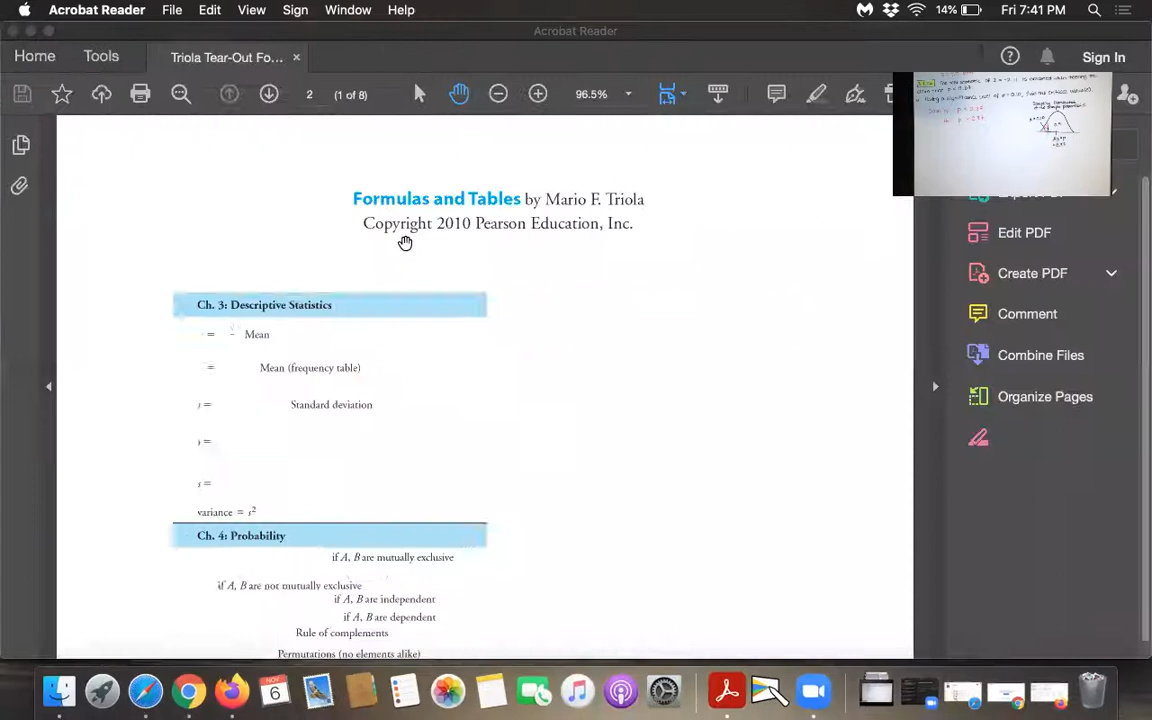 Acrobat Reader File Edit View Sign Window Help 14% Fri 7:41 PM
Acrobat Reader
Home Tools Triola Tear-Out Fo... × Sign In
2 (1 of 8) 96.5%
Formulas and Tables by Mario F. Triola
Copyright 2010 Pearson Education, Inc.
Ch. 3: Descriptive Statistics
= Mean
= Mean (frequency table)
s = Standard deviation
s =
s =
variance = s²
Ch. 4: Probability
if A, B are mutually exclusive
if A, B are not mutually exclusive
if A, B are independent
if A, B are dependent
Rule of complements
Permutations (no elements alike)
Edit PDF
Create PDF
Comment
Combine Files
Organize Pages
NOV
6